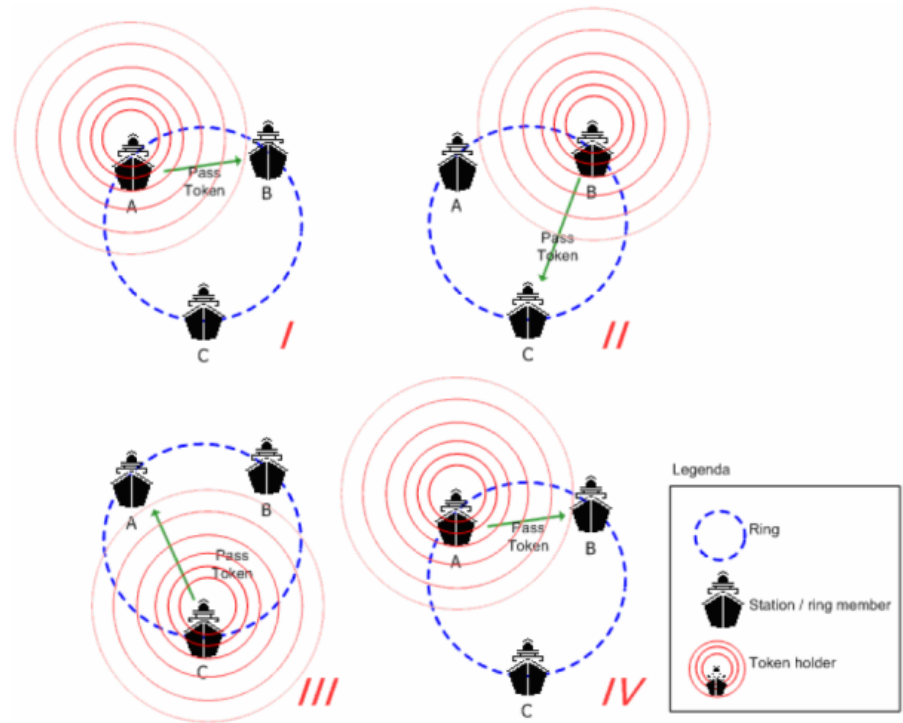 Pass
Token
A
B
C
I
Pass
Token
A
B
C
II
Pass
Token
A
B
C
III
Pass
Token
A
B
C
IV
Legenda
Ring
Station / ring member
Token holder